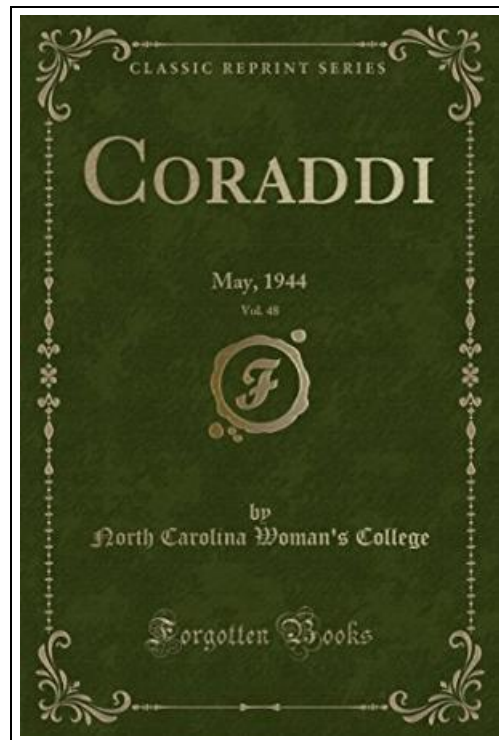 CLASSIC REPRINT SERIES
CORADDI
May, 1944
Vol. 48
F
by
North Carolina Woman's College
Forgotten Books